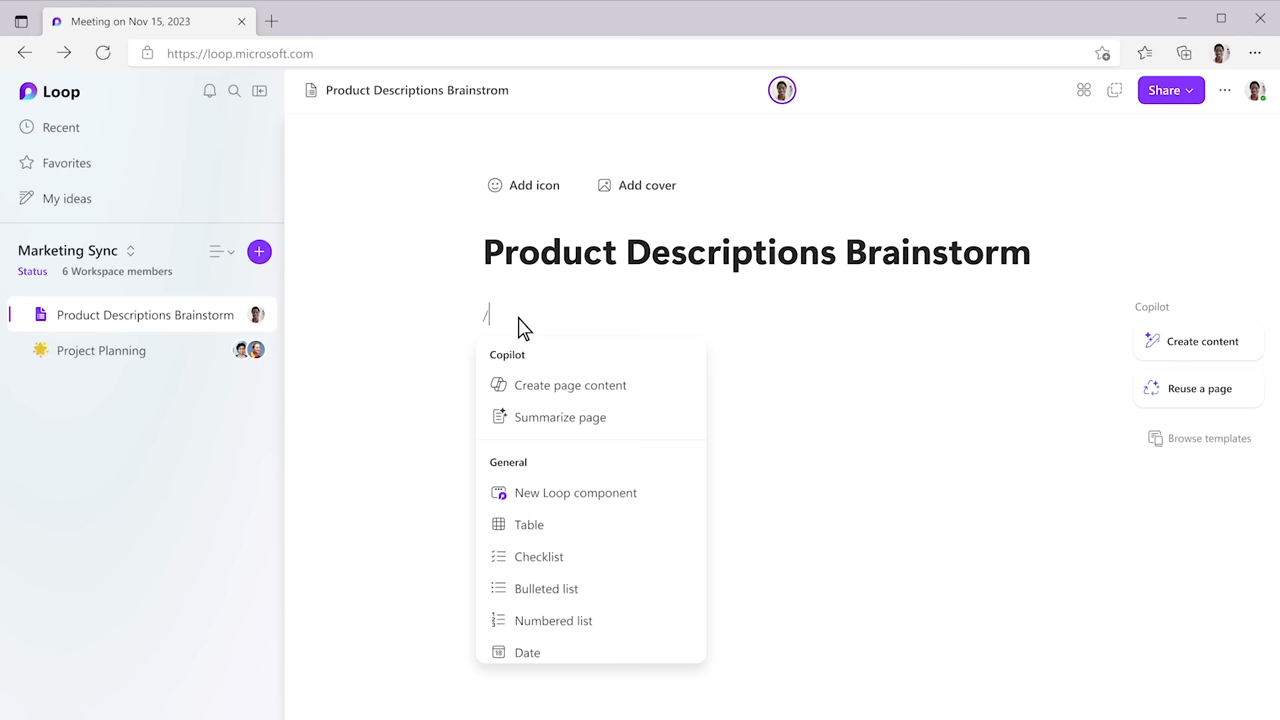 Meeting on Nov 15, 2023
https://loop.microsoft.com
Loop
Recent
Favorites
My ideas
Marketing Sync
Status 6 Workspace members
Product Descriptions Brainstorm
Project Planning
Product Descriptions Brainstrom
Share
Add icon Add cover
Product Descriptions Brainstorm
/
Copilot
Create page content
Summarize page
General
New Loop component
Table
Checklist
Bulleted list
Numbered list
Date
Copilot
Create content
Reuse a page
Browse templates